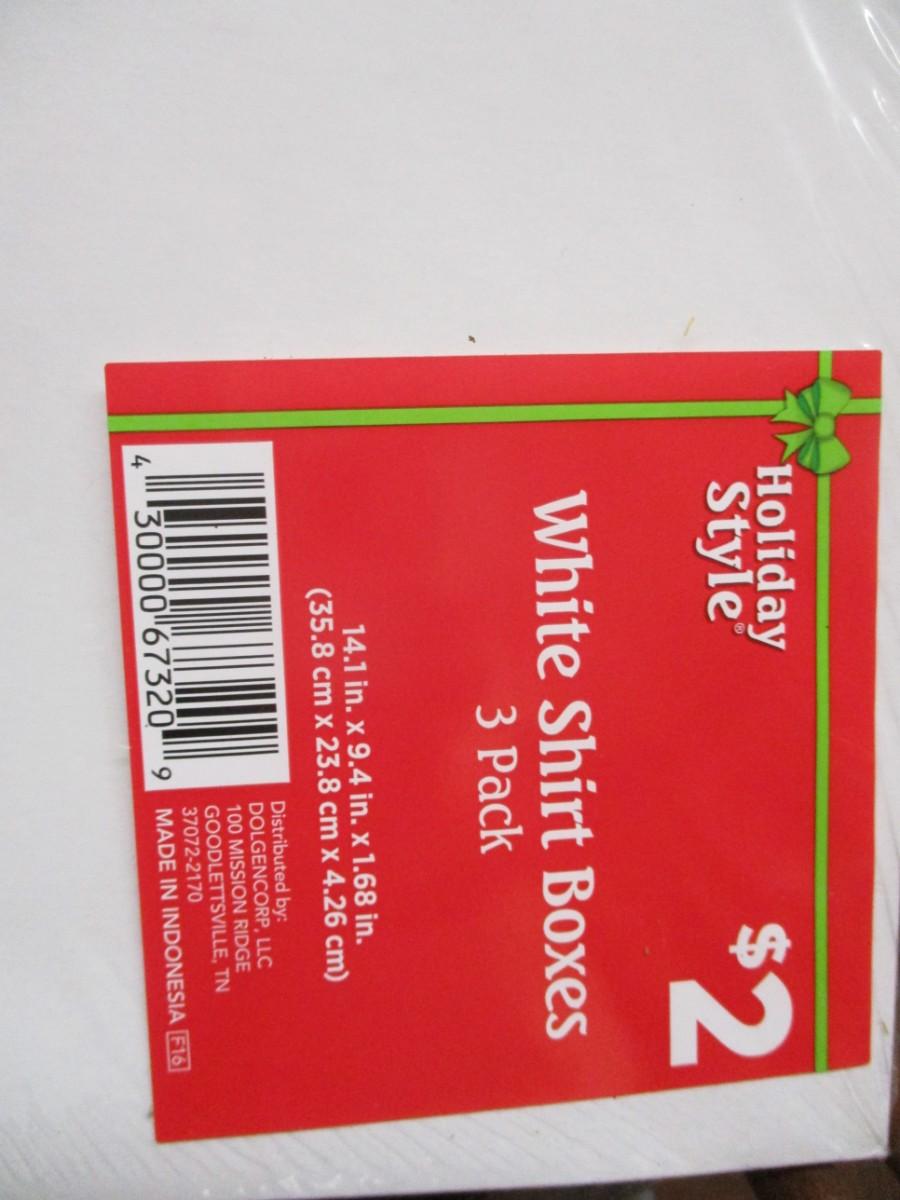 Holiday
Style®
$2
White Shirt Boxes
3 Pack
14.1 in. x 9.4 in. x 1.68 in.
(35.8 cm x 23.8 cm x 4.26 cm)
4 30000 67320 9
Distributed by:
DOLGENCORP, LLC
100 MISSION RIDGE
GOODLETTSVILLE, TN
37072-2170
MADE IN INDONESIA F16